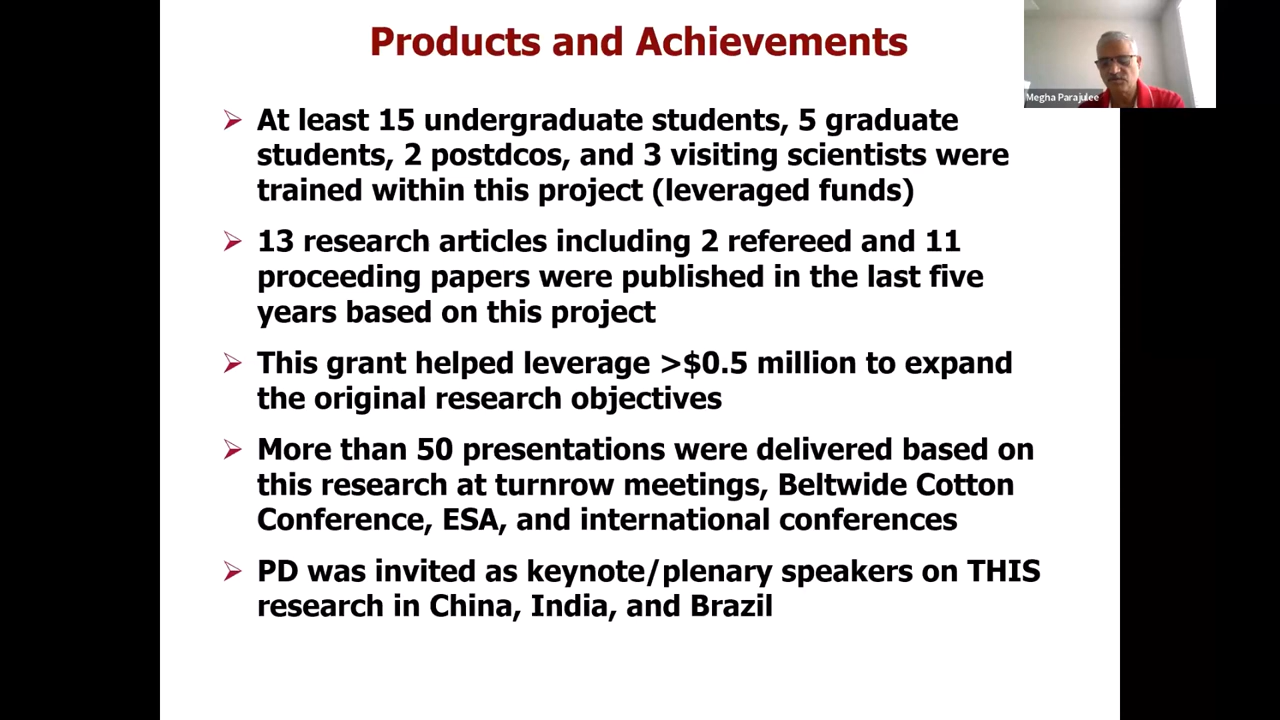 Products and Achievements
Megha Parajulee
➢ At least 15 undergraduate students, 5 graduate
students, 2 postdcos, and 3 visiting scientists were
trained within this project (leveraged funds)
➢ 13 research articles including 2 refereed and 11
proceeding papers were published in the last five
years based on this project
➢ This grant helped leverage >$0.5 million to expand
the original research objectives
➢ More than 50 presentations were delivered based on
this research at turnrow meetings, Beltwide Cotton
Conference, ESA, and international conferences
➢ PD was invited as keynote/plenary speakers on THIS
research in China, India, and Brazil